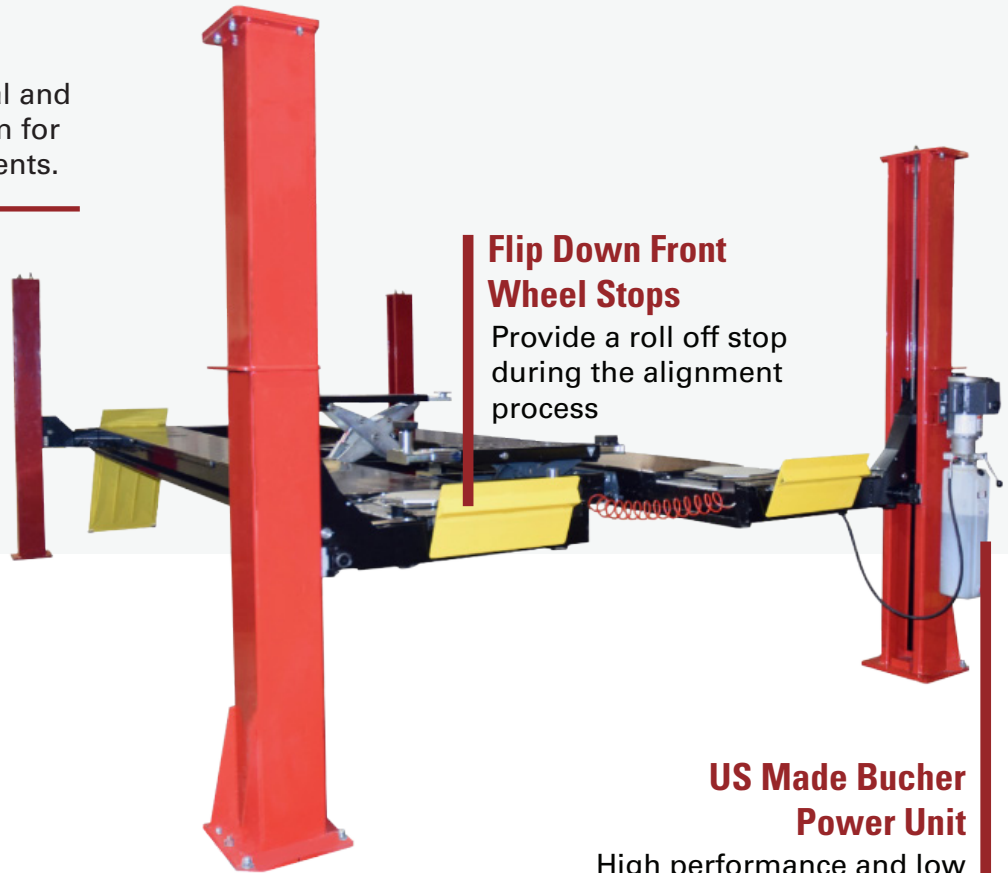 and
for
Flip Down Front
Wheel Stops
Provide a roll off stop
during the alignment
process
US Made Bucher
Power Unit
High performance and low